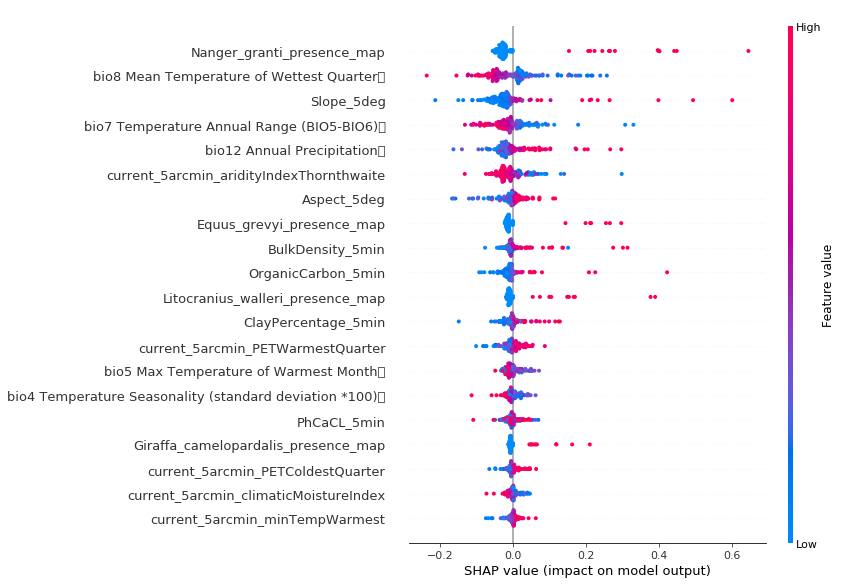 High
Nanger_granti_presence_map
bio8 Mean Temperature of Wettest Quarter▯
Slope_5deg
bio7 Temperature Annual Range (BIO5-BIO6)▯
bio12 Annual Precipitation▯
current_5arcmin_aridityIndexThornthwaite
Aspect_5deg
Equus_grevyi_presence_map
BulkDensity_5min
OrganicCarbon_5min
Litocranius_walleri_presence_map
ClayPercentage_5min
current_5arcmin_PETWarmestQuarter
bio5 Max Temperature of Warmest Month▯
bio4 Temperature Seasonality (standard deviation *100)▯
PhCaCL_5min
Giraffa_camelopardalis_presence_map
current_5arcmin_PETColdestQuarter
current_5arcmin_climaticMoistureIndex
current_5arcmin_minTempWarmest
Feature value
Low
−0.2 0.0 0.2 0.4 0.6
SHAP value (impact on model output)